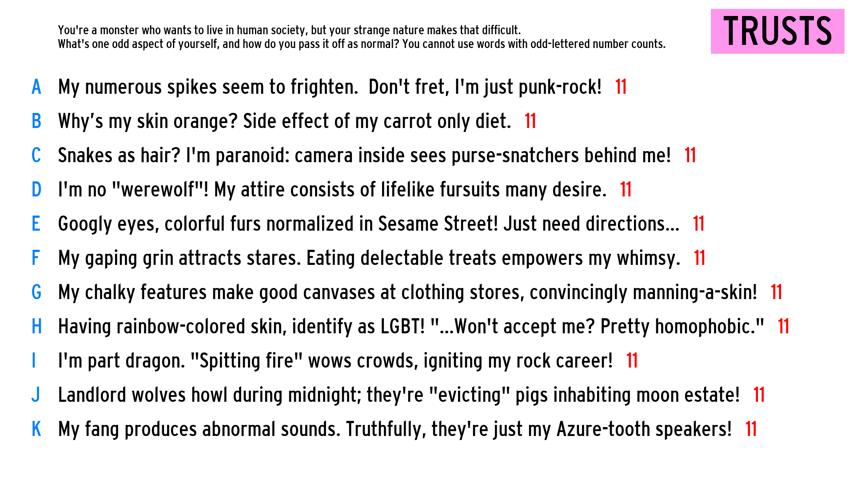 You're a monster who wants to live in human society, but your strange nature makes that difficult.
What's one odd aspect of yourself, and how do you pass it off as normal? You cannot use words with odd-lettered number counts.
TRUSTS
A My numerous spikes seem to frighten. Don't fret, I'm just punk-rock! 11
B Why's my skin orange? Side effect of my carrot only diet. 11
C Snakes as hair? I'm paranoid: camera inside sees purse-snatchers behind me! 11
D I'm no "werewolf"! My attire consists of lifelike fursuits many desire. 11
E Googly eyes, colorful furs normalized in Sesame Street! Just need directions... 11
F My gaping grin attracts stares. Eating delectable treats empowers my whimsy. 11
G My chalky features make good canvases at clothing stores, convincingly manning-a-skin! 11
H Having rainbow-colored skin, identify as LGBT! "...Won't accept me? Pretty homophobic." 11
I I'm part dragon. "Spitting fire" wows crowds, igniting my rock career! 11
J Landlord wolves howl during midnight; they're "evicting" pigs inhabiting moon estate! 11
K My fang produces abnormal sounds. Truthfully, they're just my Azure-tooth speakers! 11